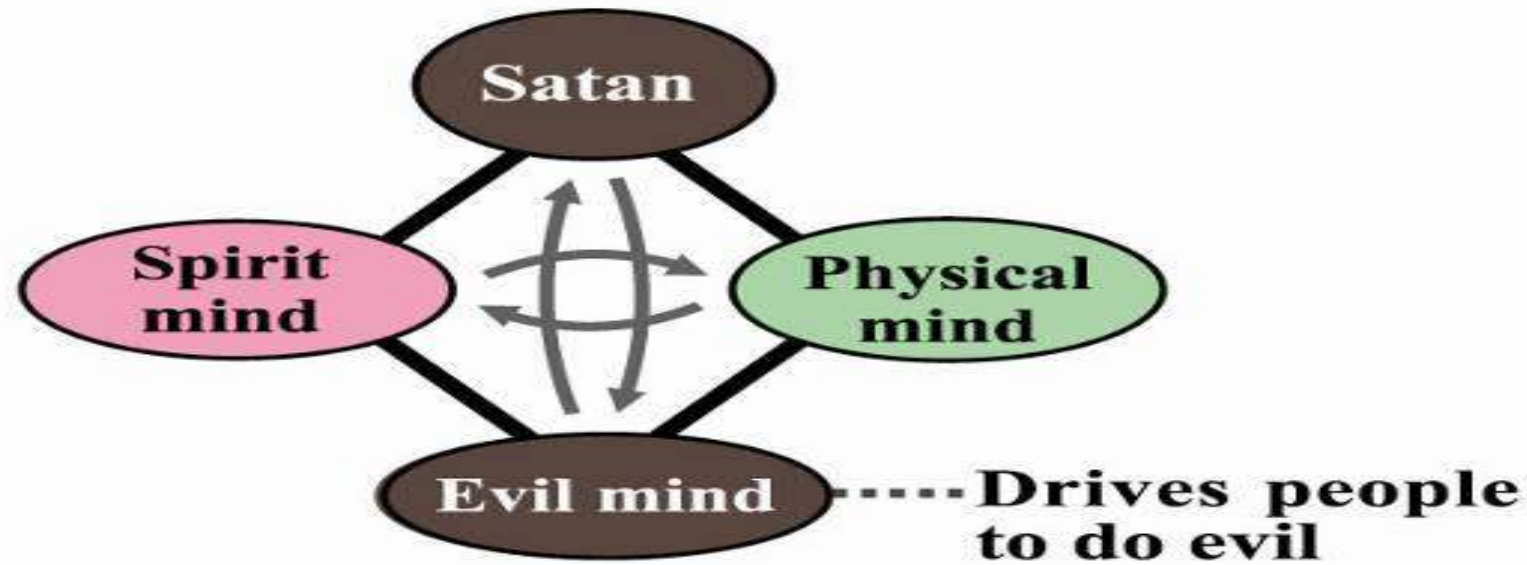 Satan
Spirit
mind
Physical
mind
Evil mind
Drives people
to do evil